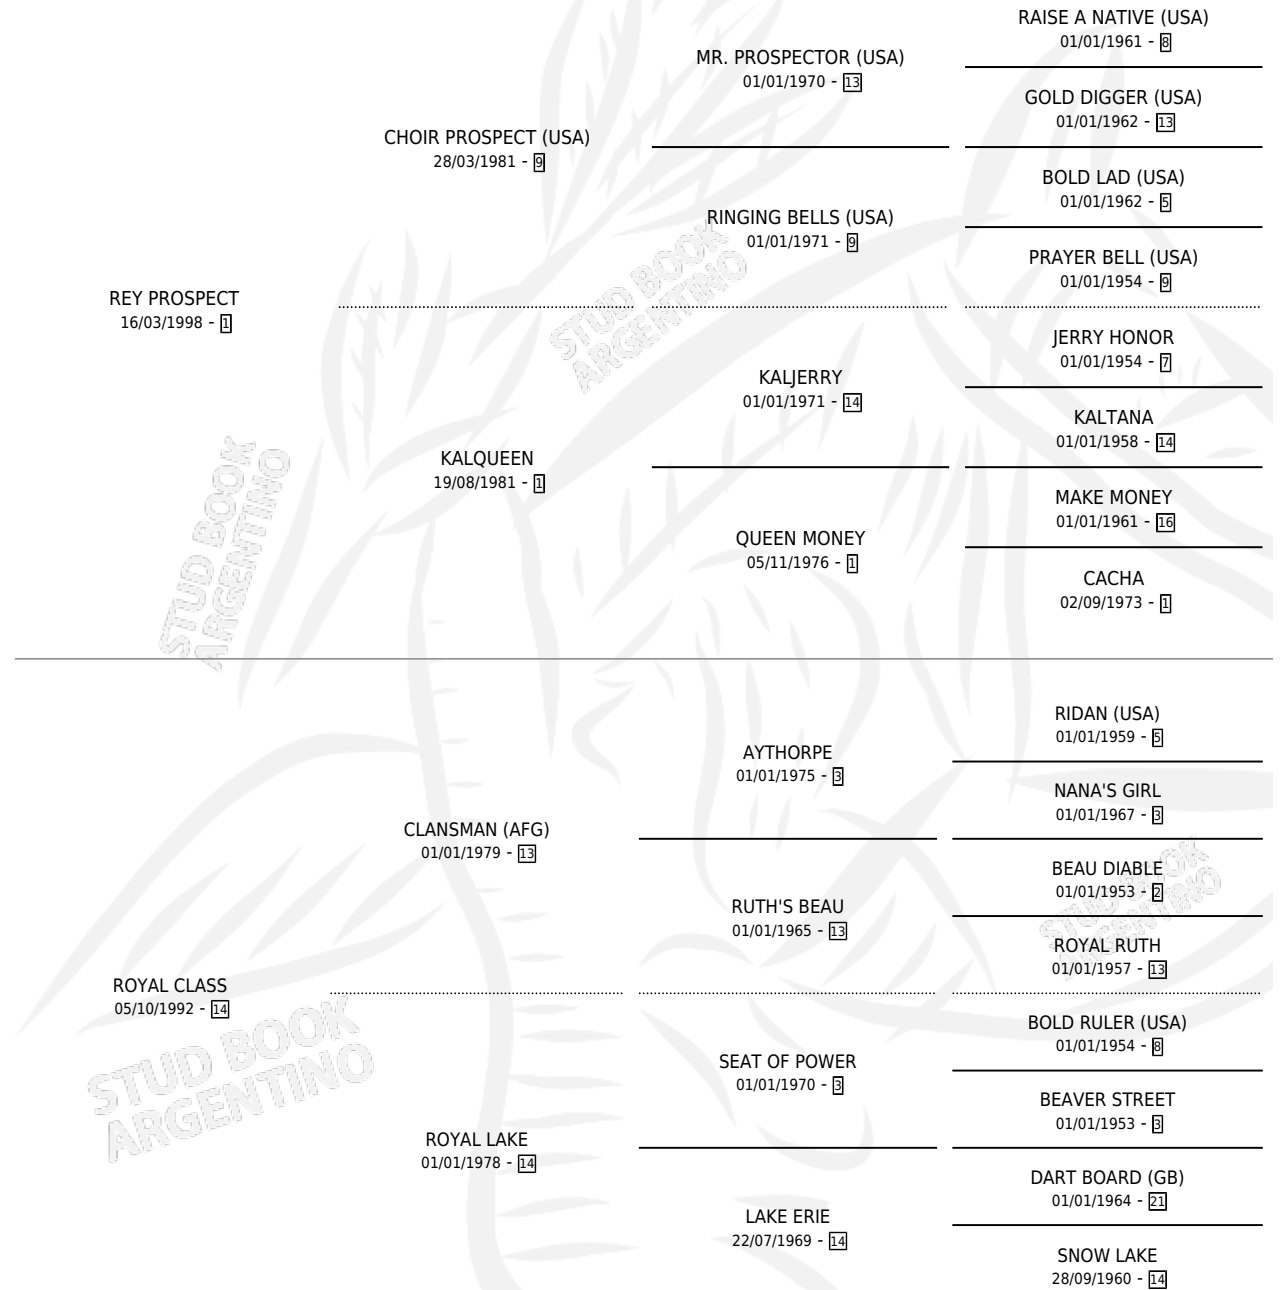 RAISE A NATIVE (USA)
01/01/1961 - 8
MR. PROSPECTOR (USA)
01/01/1970 - 13
GOLD DIGGER (USA)
01/01/1962 - 13
CHOIR PROSPECT (USA)
28/03/1981 - 9
BOLD LAD (USA)
01/01/1962 - 5
RINGING BELLS (USA)
01/01/1971 - 9
PRAYER BELL (USA)
01/01/1954 - 9
REY PROSPECT
16/03/1998 - 1
JERRY HONOR
01/01/1954 - 7
KALJERRY
01/01/1971 - 14
KALTANA
01/01/1958 - 14
KALQUEEN
19/08/1981 - 1
MAKE MONEY
01/01/1961 - 16
QUEEN MONEY
05/11/1976 - 1
CACHA
02/09/1973 - 1
RIDAN (USA)
01/01/1959 - 5
AYTHORPE
01/01/1975 - 3
NANA'S GIRL
01/01/1967 - 3
CLANSMAN (AFG)
01/01/1979 - 13
BEAU DIABLE
01/01/1953 - 2
RUTH'S BEAU
01/01/1965 - 13
ROYAL RUTH
01/01/1957 - 13
ROYAL CLASS
05/10/1992 - 14
BOLD RULER (USA)
01/01/1954 - 8
SEAT OF POWER
01/01/1970 - 3
BEAVER STREET
01/01/1953 - 3
ROYAL LAKE
01/01/1978 - 14
DART BOARD (GB)
01/01/1964 - 21
LAKE ERIE
22/07/1969 - 14
SNOW LAKE
28/09/1960 - 14
STUD BOOK
ARGENTINO
STUD BOOK
ARGENTINO
STUD BOOK
ARGENTINO
STUD BOOK
ARGENTINO